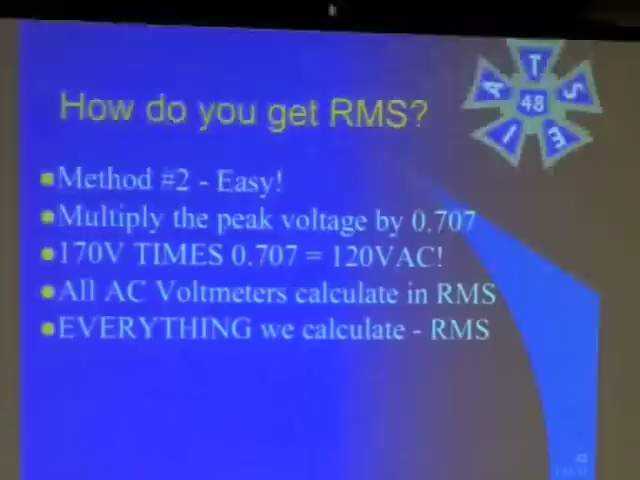 How do you get RMS?
I A T S E
48
Method #2 - Easy!
Multiply the peak voltage by 0.707
170V TIMES 0.707 = 120VAC!
All AC Voltmeters calculate in RMS
EVERYTHING we calculate - RMS